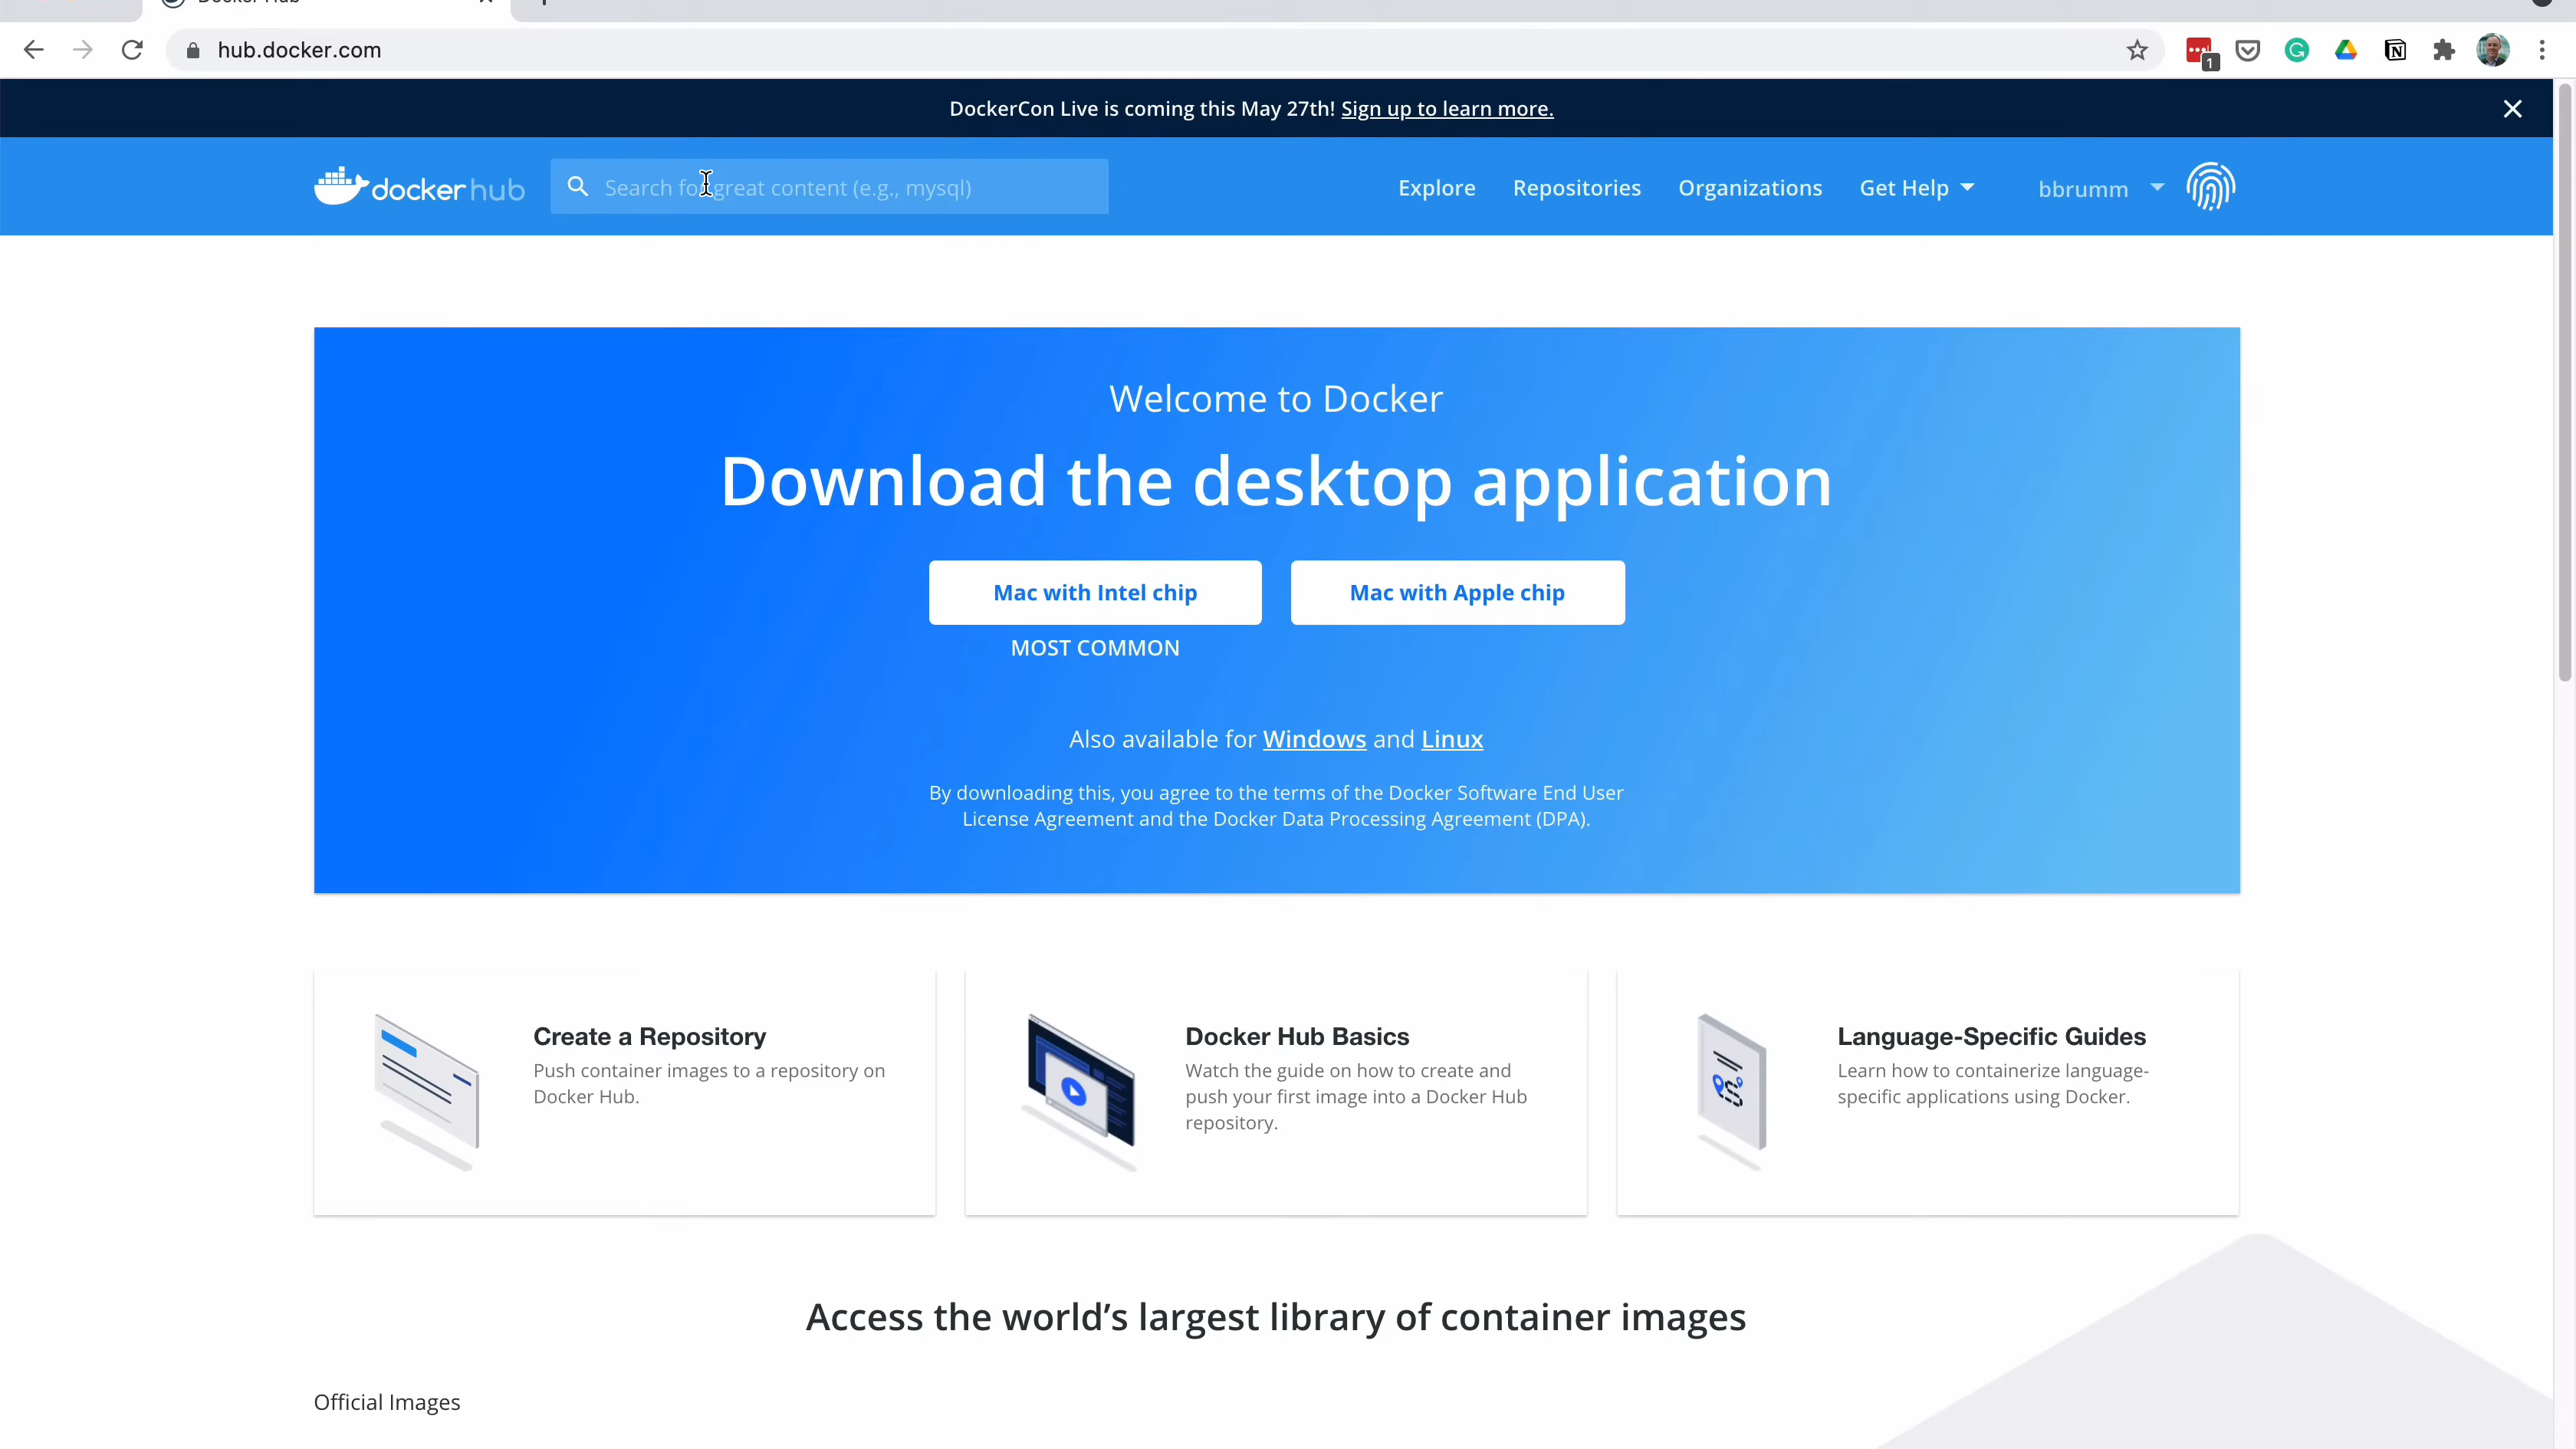 Docker Hub
hub.docker.com
1
DockerCon Live is coming this May 27th! Sign up to learn more.
docker hub
Search for great content (e.g., mysql)
Explore
Repositories
Organizations
Get Help
bbrumm
Welcome to Docker
Download the desktop application
Mac with Intel chip
Mac with Apple chip
MOST COMMON
Also available for Windows and Linux
By downloading this, you agree to the terms of the Docker Software End User
License Agreement and the Docker Data Processing Agreement (DPA).
Create a Repository
Push container images to a repository on
Docker Hub.
Docker Hub Basics
Watch the guide on how to create and
push your first image into a Docker Hub
repository.
Language-Specific Guides
Learn how to containerize language-
specific applications using Docker.
Access the world's largest library of container images
Official Images